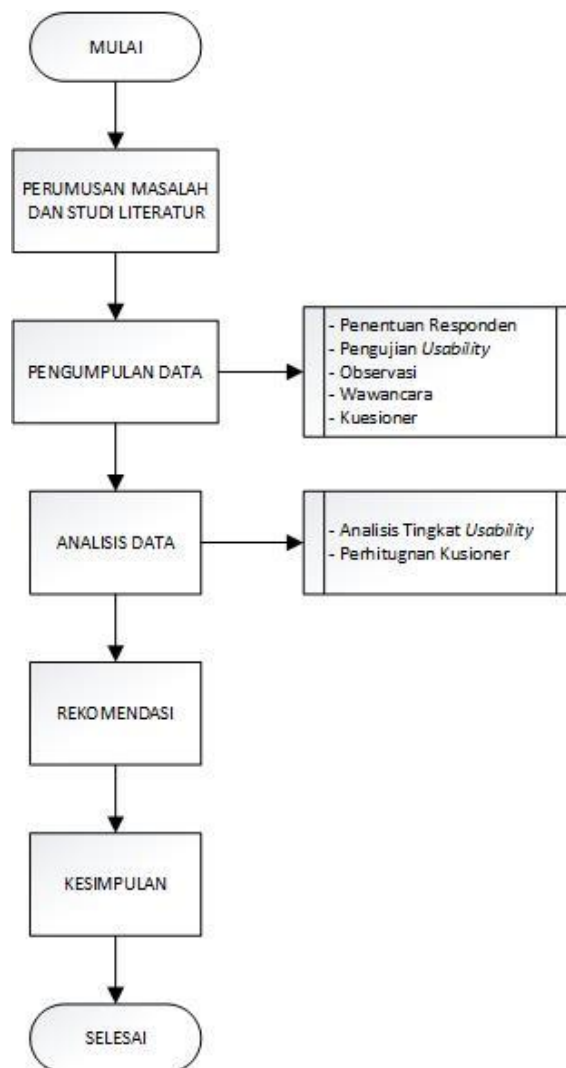 MULAI
PERUMUSAN MASALAH
DAN STUDI LITERATUR
PENGUMPULAN DATA
- Penentuan Responden
- Pengujian Usability
- Observasi
- Wawancara
- Kuesioner
ANALISIS DATA
- Analisis Tingkat Usability
- Perhitugnan Kusioner
REKOMENDASI
KESIMPULAN
SELESAI